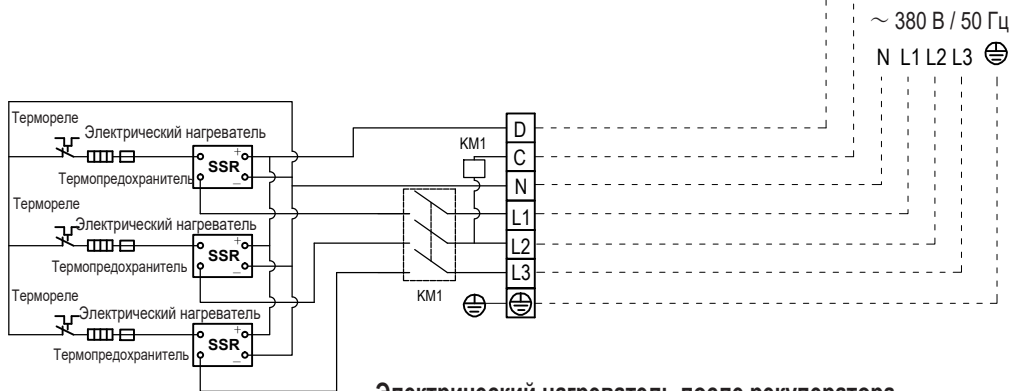 ～ 380 В / 50 Гц
N L1 L2 L3
Термореле
Электрический нагреватель
SSR
+
–
Термопредохранитель
Термореле
Электрический нагреватель
SSR
+
–
Термопредохранитель
Термореле
Электрический нагреватель
SSR
+
–
Термопредохранитель
KM1
KM1
D
C
N
L1
L2
L3
Электрический нагреватель после рекуператора